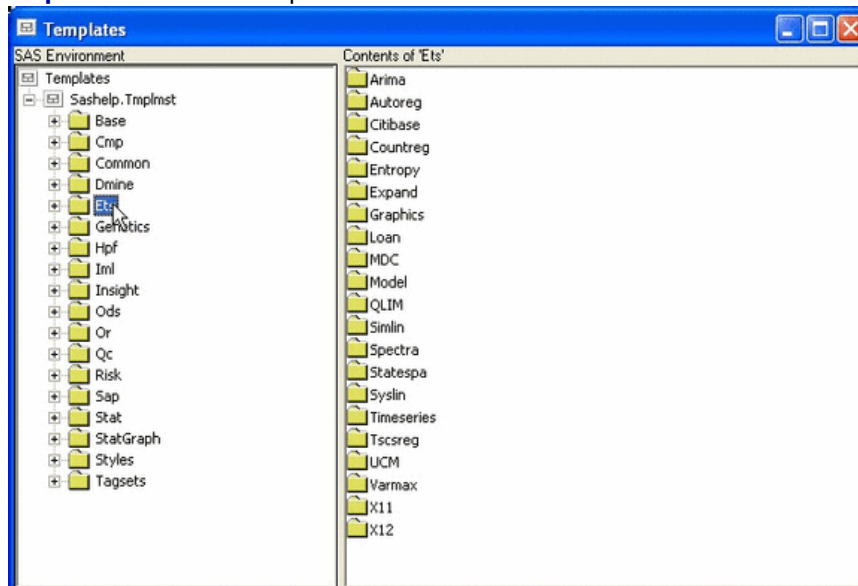 Templates
SAS Environment
Contents of 'Ets'
Templates
Sashelp.Tmplmst
Base
Cmp
Common
Dmine
Ets
Genetics
Hpf
Iml
Insight
Ods
Or
Qc
Risk
Sap
Stat
StatGraph
Styles
Tagsets
Arima
Autoreg
Citibase
Countreg
Entropy
Expand
Graphics
Loan
MDC
Model
QLIM
Simlin
Spectra
Statespa
Syslin
Timeseries
Tscsreg
UCM
Varmax
X11
X12